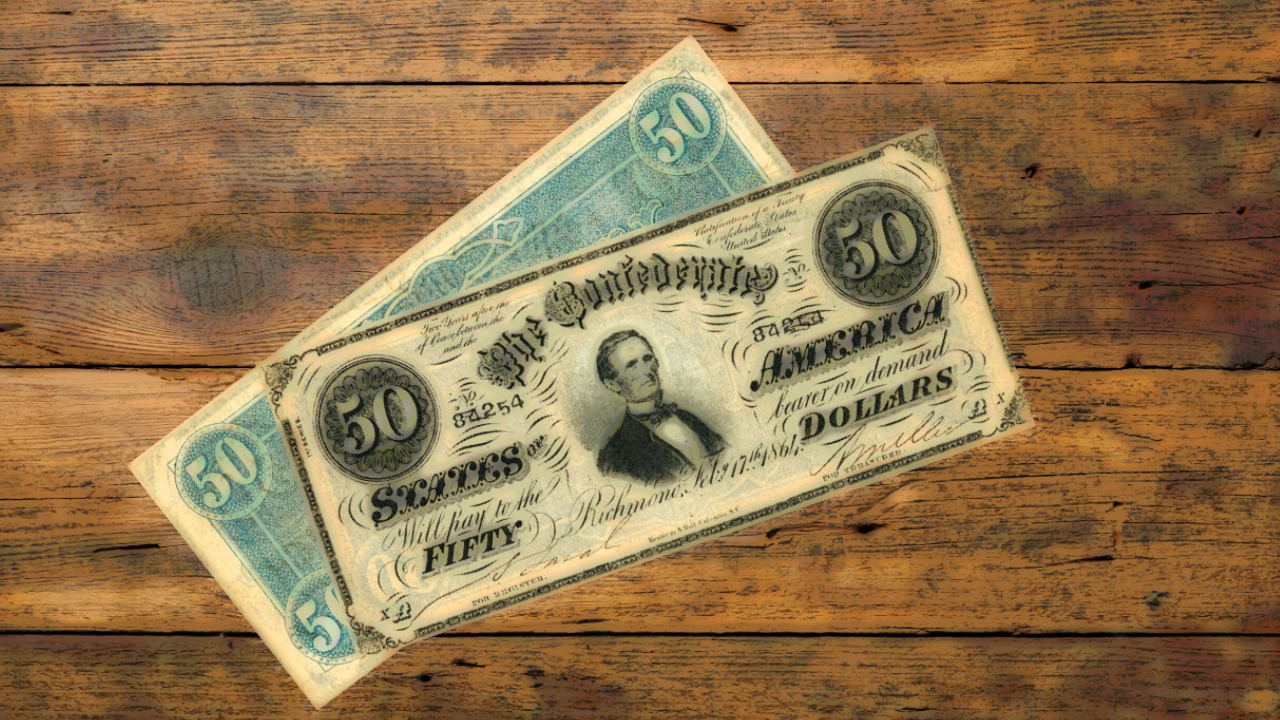 50
50
50
Two Years after the
of Peace between the
and the
Ratification of a Treaty
Confederate States
United States
The Confederate
50
50
No
84254
No
84254
STATES OF
AMERICA
Will pay to the
bearer on demand
FIFTY
DOLLARS
Richmond, Feby 17th 1864
FOR REGISTER.
FOR TREASURER.
X A
A X